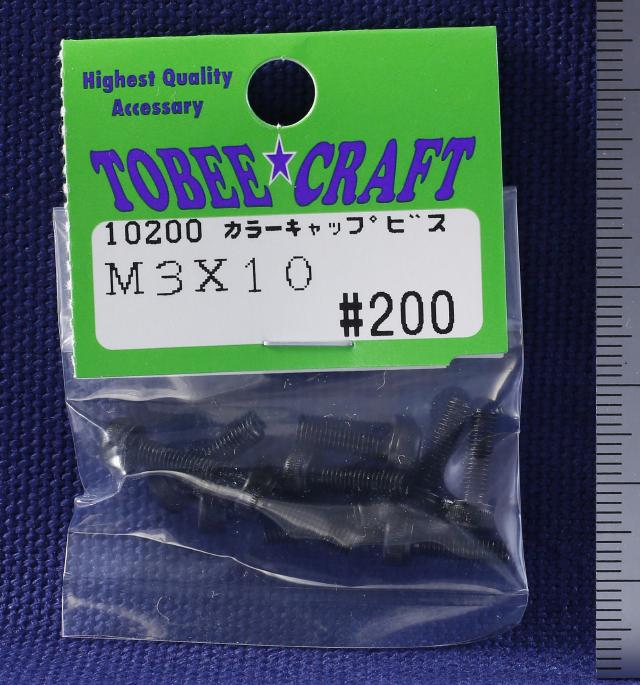 Highest Quality
Accessary
TOBEE★CRAFT
10200 カラーキャップビス
M3X10
#200